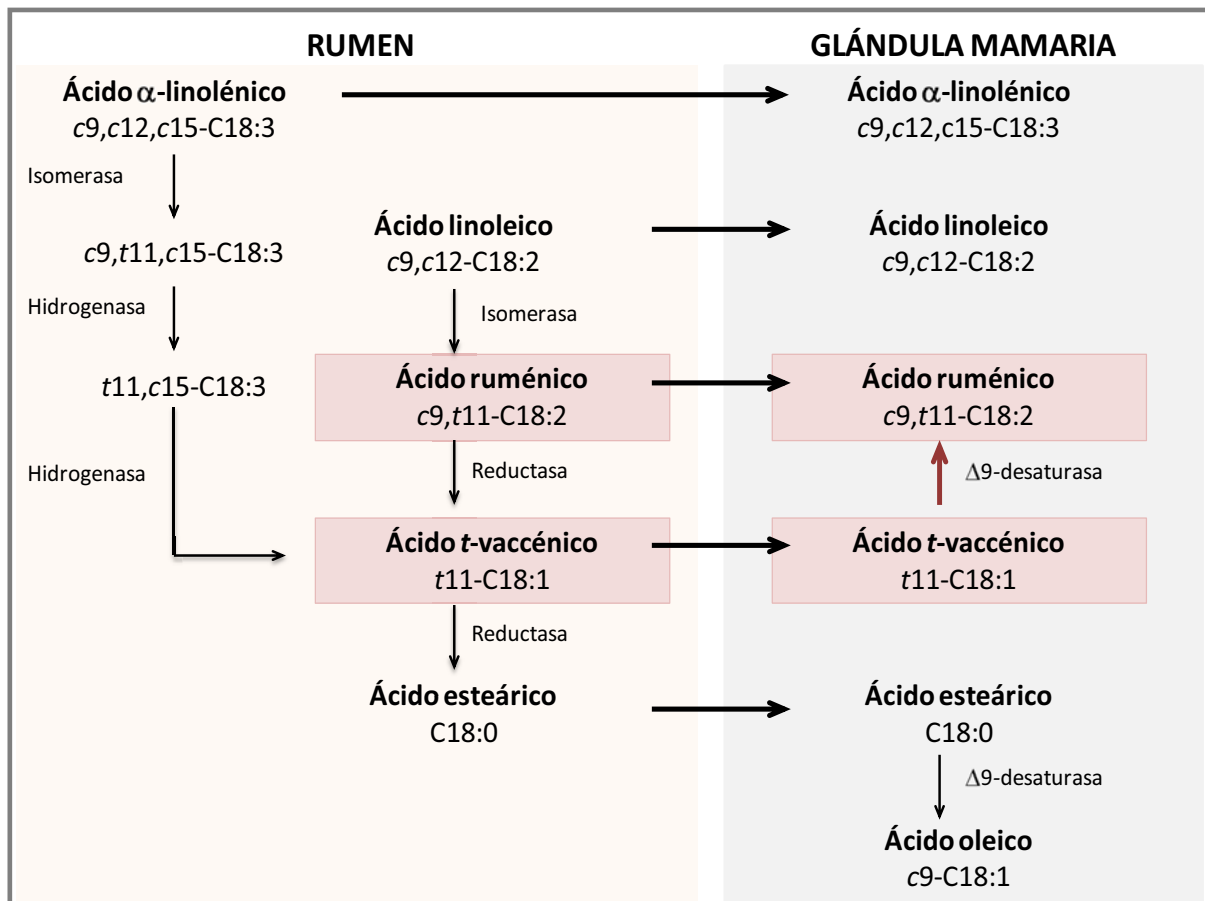 RUMEN
GLÁNDULA MAMARIA
Ácido α-linolénico
c9,c12,c15-C18:3
Ácido α-linolénico
c9,c12,c15-C18:3
Isomerasa
c9,t11,c15-C18:3
Ácido linoleico
c9,c12-C18:2
Ácido linoleico
c9,c12-C18:2
Hidrogenasa
Isomerasa
t11,c15-C18:3
Ácido ruménico
c9,t11-C18:2
Ácido ruménico
c9,t11-C18:2
Hidrogenasa
Reductasa
Δ9-desaturasa
Ácido t-vaccénico
t11-C18:1
Ácido t-vaccénico
t11-C18:1
Reductasa
Ácido esteárico
C18:0
Ácido esteárico
C18:0
Δ9-desaturasa
Ácido oleico
c9-C18:1